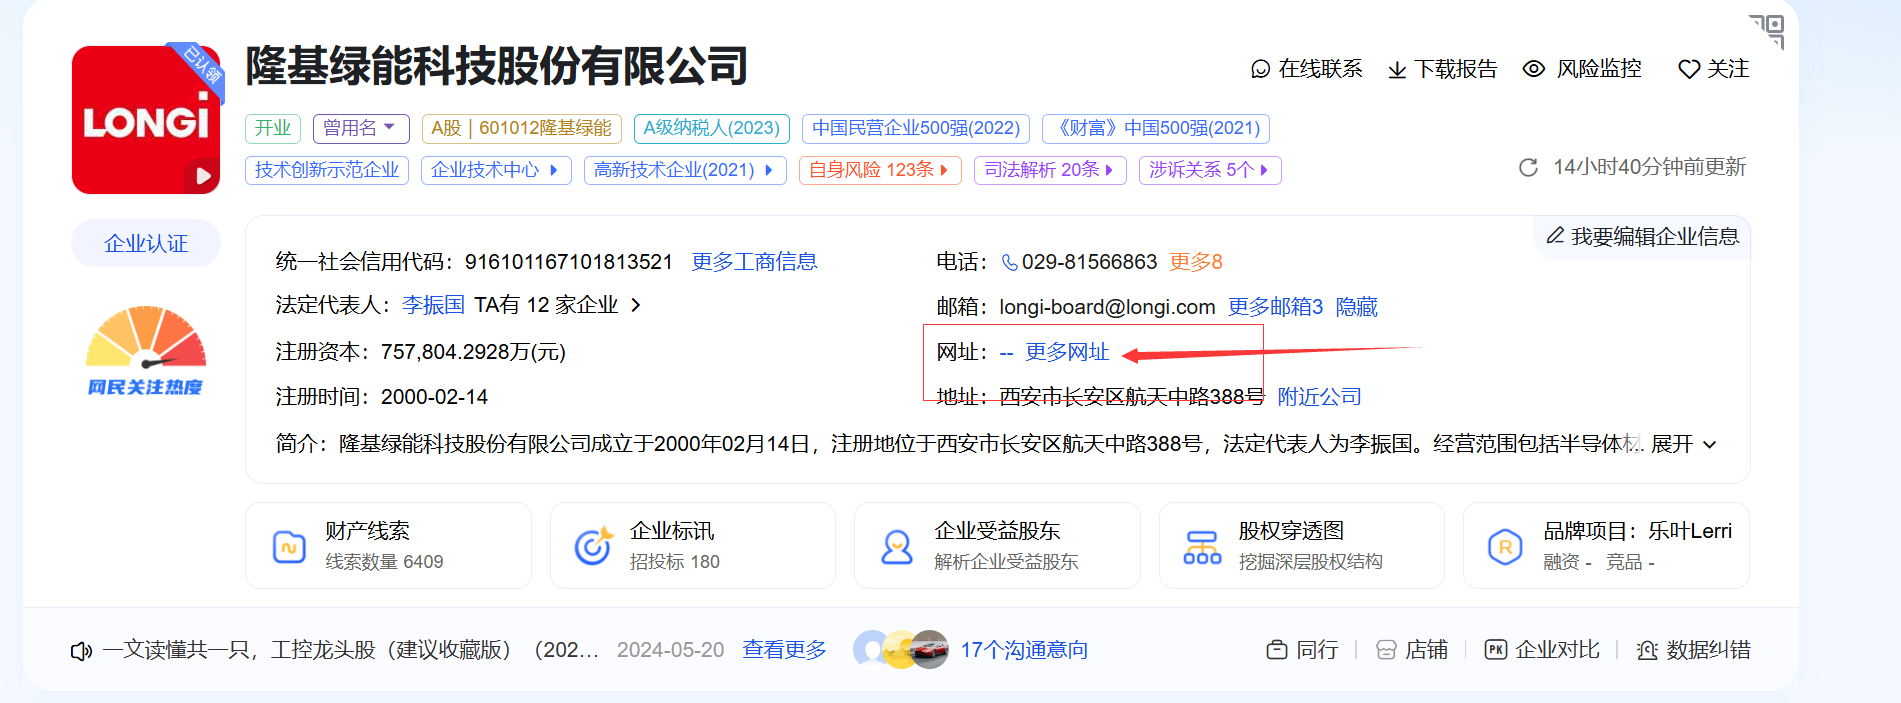 已认领
LONGi
隆基绿能科技股份有限公司
在线联系 下载报告 风险监控 关注
开业 曾用名 A股 | 601012隆基绿能 A级纳税人(2023) 中国民营企业500强(2022) 《财富》中国500强(2021)
技术创新示范企业 企业技术中心 高新技术企业(2021) 自身风险 123条 司法解析 20条 涉诉关系 5个
14小时40分钟前更新
企业认证
网民关注热度
我要编辑企业信息
统一社会信用代码：916101167101813521 更多工商信息
电话：029-81566863 更多8
法定代表人：李振国 TA有 12 家企业
邮箱：longi-board@longi.com 更多邮箱3 隐藏
注册资本：757,804.2928万(元)
网址：-- 更多网址
注册时间：2000-02-14
地址：西安市长安区航天中路388号 附近公司
简介：隆基绿能科技股份有限公司成立于2000年02月14日，注册地位于西安市长安区航天中路388号，法定代表人为李振国。经营范围包括半导体材... 展开
财产线索
线索数量 6409
企业标讯
招投标 180
企业受益股东
解析企业受益股东
股权穿透图
挖掘深层股权结构
R
品牌项目：乐叶Lerri
融资 - 竞品 -
一文读懂共一只，工控龙头股（建议收藏版）（202... 2024-05-20 查看更多 17个沟通意向
同行 店铺 PK 企业对比 数据纠错